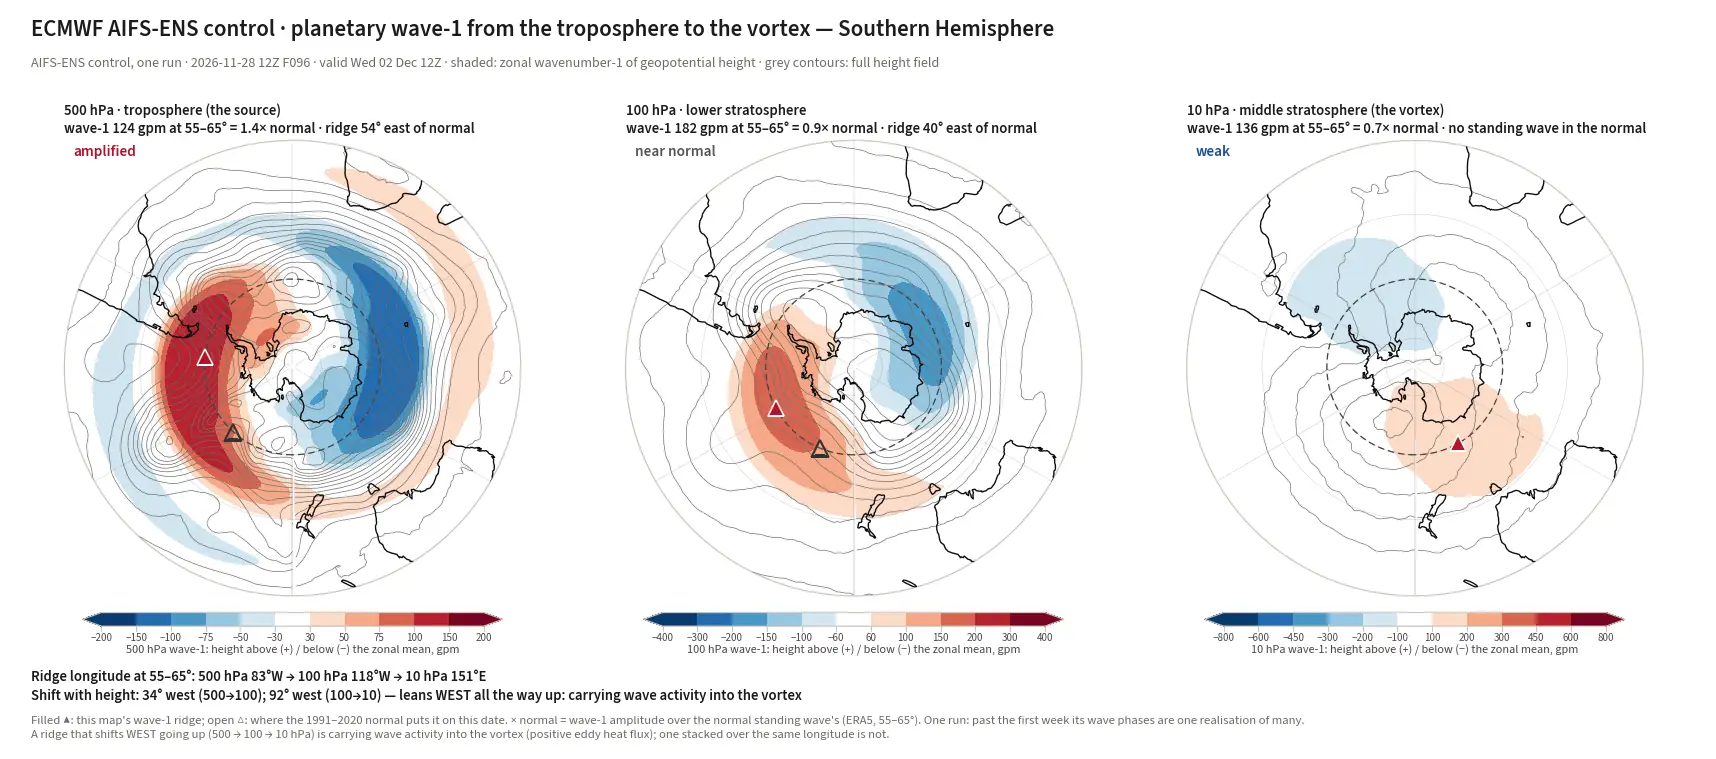 ECMWF AIFS-ENS control · planetary wave-1 from the troposphere to the vortex — Southern Hemisphere
AIFS-ENS control, one run · 2026-11-28 12Z F096 · valid Wed 02 Dec 12Z · shaded: zonal wavenumber-1 of geopotential height · grey contours: full height field
500 hPa · troposphere (the source)
wave-1 124 gpm at 55–65° = 1.4× normal · ridge 54° east of normal
amplified
100 hPa · lower stratosphere
wave-1 182 gpm at 55–65° = 0.9× normal · ridge 40° east of normal
near normal
10 hPa · middle stratosphere (the vortex)
wave-1 136 gpm at 55–65° = 0.7× normal · no standing wave in the normal
weak
−200 −150 −100 −75 −50 −30 30 50 75 100 150 200
500 hPa wave-1: height above (+) / below (−) the zonal mean, gpm
−400 −300 −200 −150 −100 −60 60 100 150 200 300 400
100 hPa wave-1: height above (+) / below (−) the zonal mean, gpm
−800 −600 −450 −300 −200 −100 100 200 300 450 600 800
10 hPa wave-1: height above (+) / below (−) the zonal mean, gpm
Ridge longitude at 55–65°: 500 hPa 83°W → 100 hPa 118°W → 10 hPa 151°E
Shift with height: 34° west (500→100); 92° west (100→10) — leans WEST all the way up: carrying wave activity into the vortex
Filled ▲: this map's wave-1 ridge; open △: where the 1991–2020 normal puts it on this date. × normal = wave-1 amplitude over the normal standing wave's (ERA5, 55–65°). One run: past the first week its wave phases are one realisation of many.
A ridge that shifts WEST going up (500 → 100 → 10 hPa) is carrying wave activity into the vortex (positive eddy heat flux); one stacked over the same longitude is not.